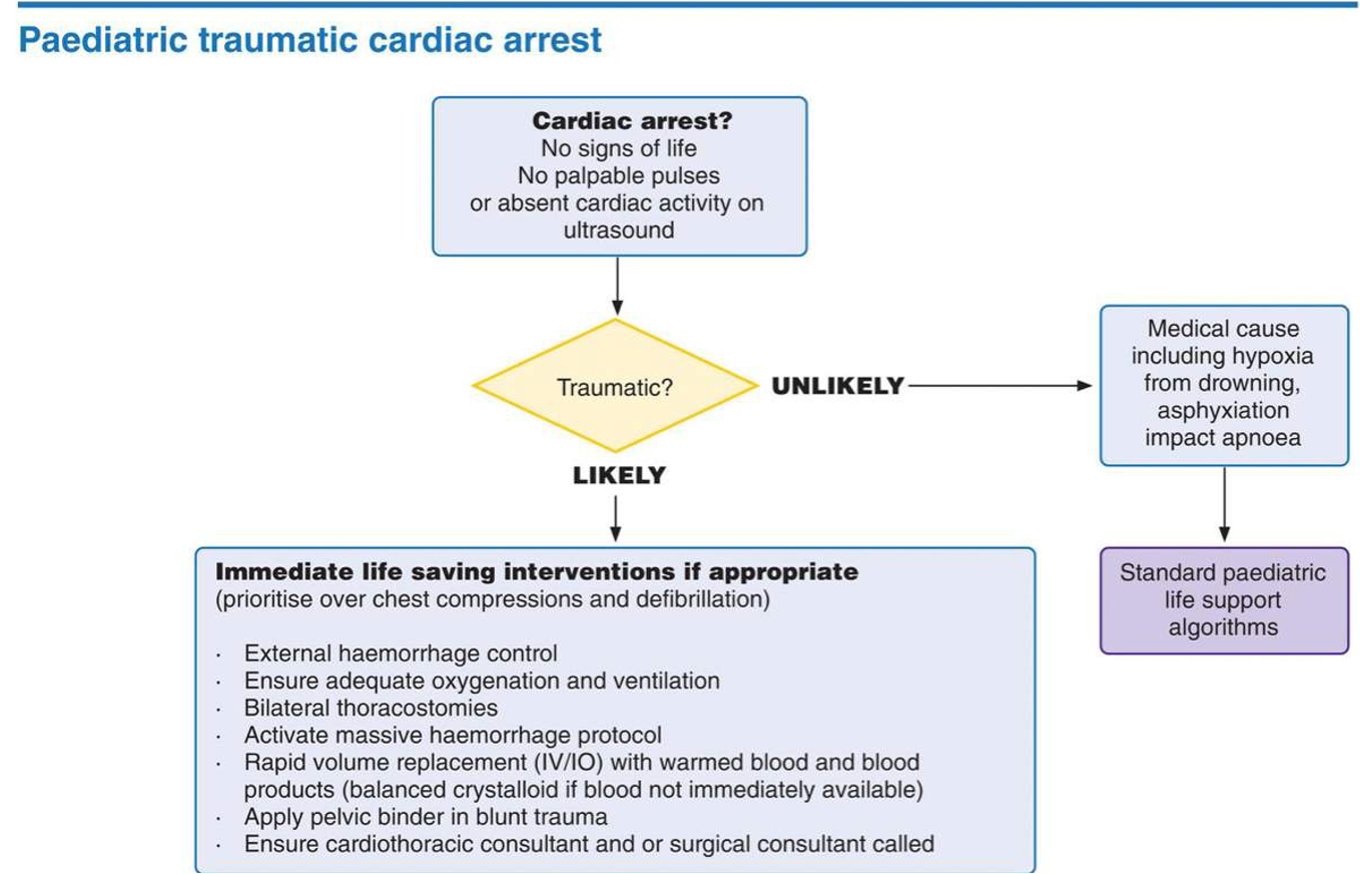 Paediatric traumatic cardiac arrest
Cardiac arrest?
No signs of life
No palpable pulses
or absent cardiac activity on
ultrasound
Traumatic?
UNLIKELY
Medical cause
including hypoxia
from drowning,
asphyxiation
impact apnoea
LIKELY
Immediate life saving interventions if appropriate
(prioritise over chest compressions and defibrillation)
· External haemorrhage control
· Ensure adequate oxygenation and ventilation
· Bilateral thoracostomies
· Activate massive haemorrhage protocol
· Rapid volume replacement (IV/IO) with warmed blood and blood
products (balanced crystalloid if blood not immediately available)
· Apply pelvic binder in blunt trauma
· Ensure cardiothoracic consultant and or surgical consultant called
Standard paediatric
life support
algorithms